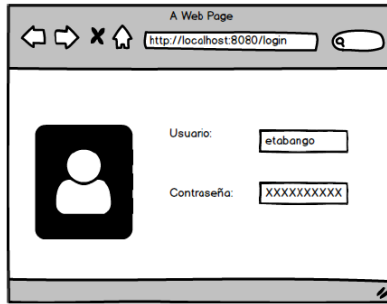 A Web Page
http://localhost:8080/login
Usuario:
etabango
Contraseña:
XXXXXXXXXX